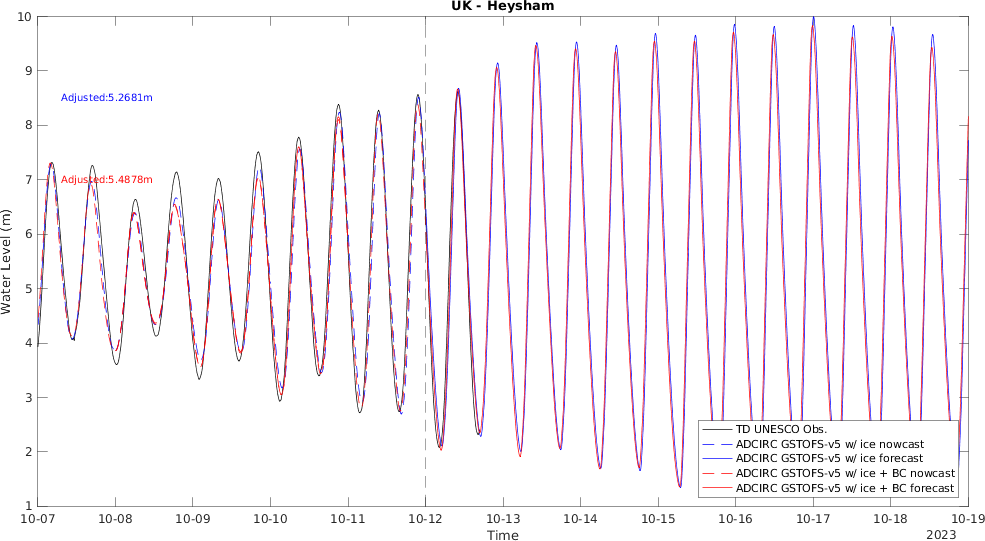 UK - Heysham
10
9
8
7
6
5
4
3
2
1
Water Level (m)
Adjusted:5.2681m
Adjusted:5.4878m
TD UNESCO Obs.
ADCIRC GSTOFS-v5 w/ ice nowcast
ADCIRC GSTOFS-v5 w/ ice forecast
ADCIRC GSTOFS-v5 w/ ice + BC nowcast
ADCIRC GSTOFS-v5 w/ ice + BC forecast
10-07 10-08 10-09 10-10 10-11 10-12 10-13 10-14 10-15 10-16 10-17 10-18 10-19
Time
2023